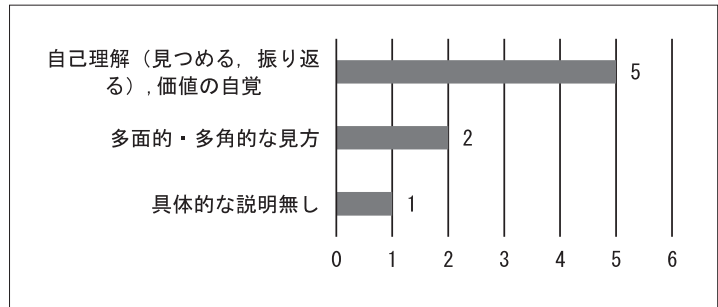 自己理解（見つめる，振り返
る）,価値の自覚
5
多面的・多角的な見方
2
具体的な説明無し
1
0 1 2 3 4 5 6